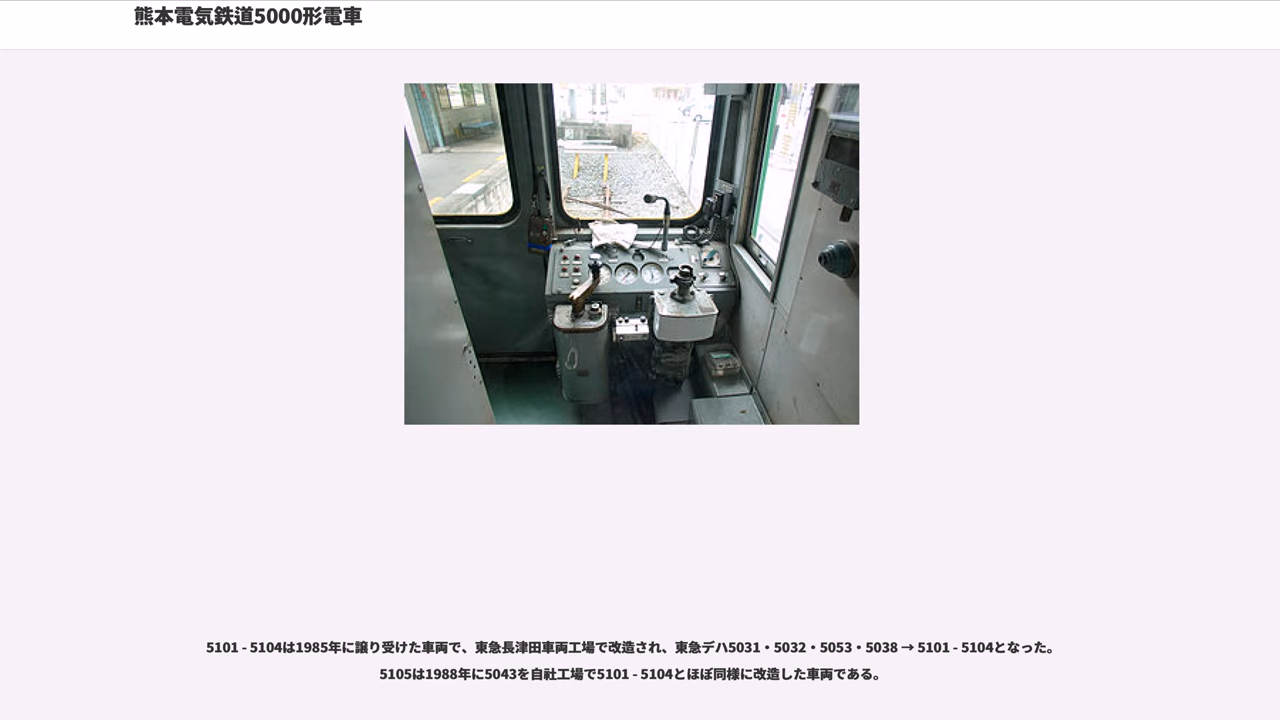 熊本電気鉄道5000形電車
5101 - 5104は1985年に譲り受けた車両で、東急長津田車両工場で改造され、東急デハ5031・5032・5053・5038 → 5101 - 5104となった。
5105は1988年に5043を自社工場で5101 - 5104とほぼ同様に改造した車両である。